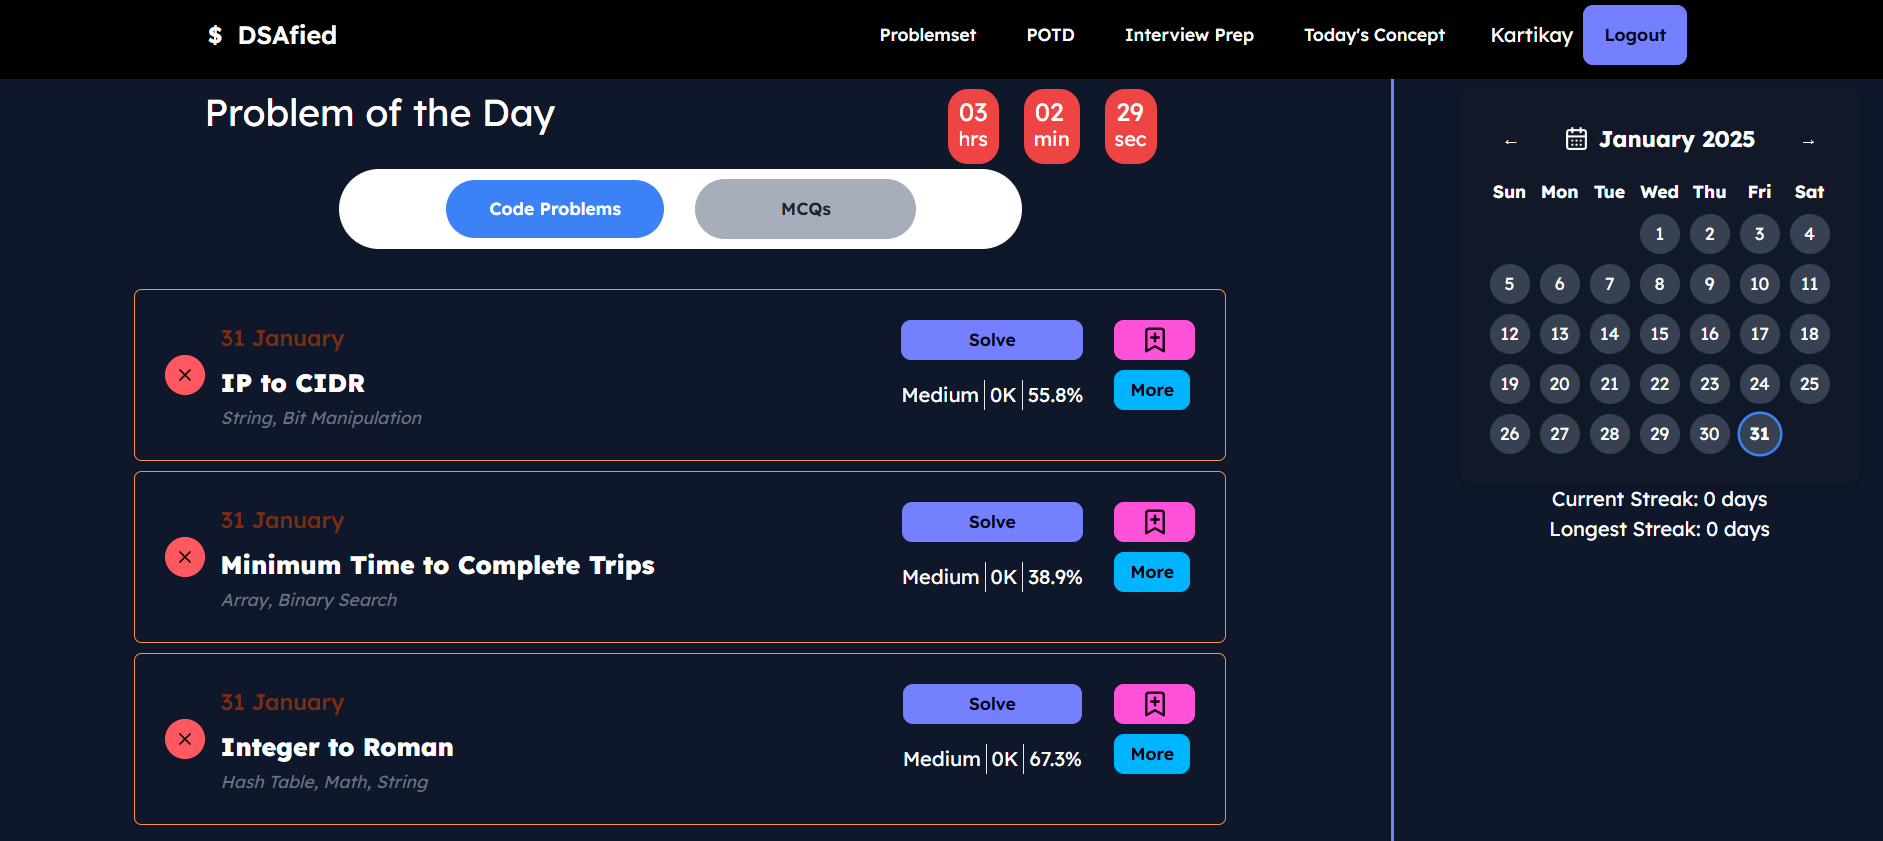 $ DSAfied Problemset POTD Interview Prep Today's Concept Kartikay Logout
Problem of the Day
03 hrs
02 min
29 sec
Code Problems MCQs
31 January
IP to CIDR
String, Bit Manipulation
Solve
Medium 0K 55.8%
More
31 January
Minimum Time to Complete Trips
Array, Binary Search
Solve
Medium 0K 38.9%
More
31 January
Integer to Roman
Hash Table, Math, String
Solve
Medium 0K 67.3%
More
← January 2025 →
Sun Mon Tue Wed Thu Fri Sat
1 2 3 4
5 6 7 8 9 10 11
12 13 14 15 16 17 18
19 20 21 22 23 24 25
26 27 28 29 30 31
Current Streak: 0 days
Longest Streak: 0 days